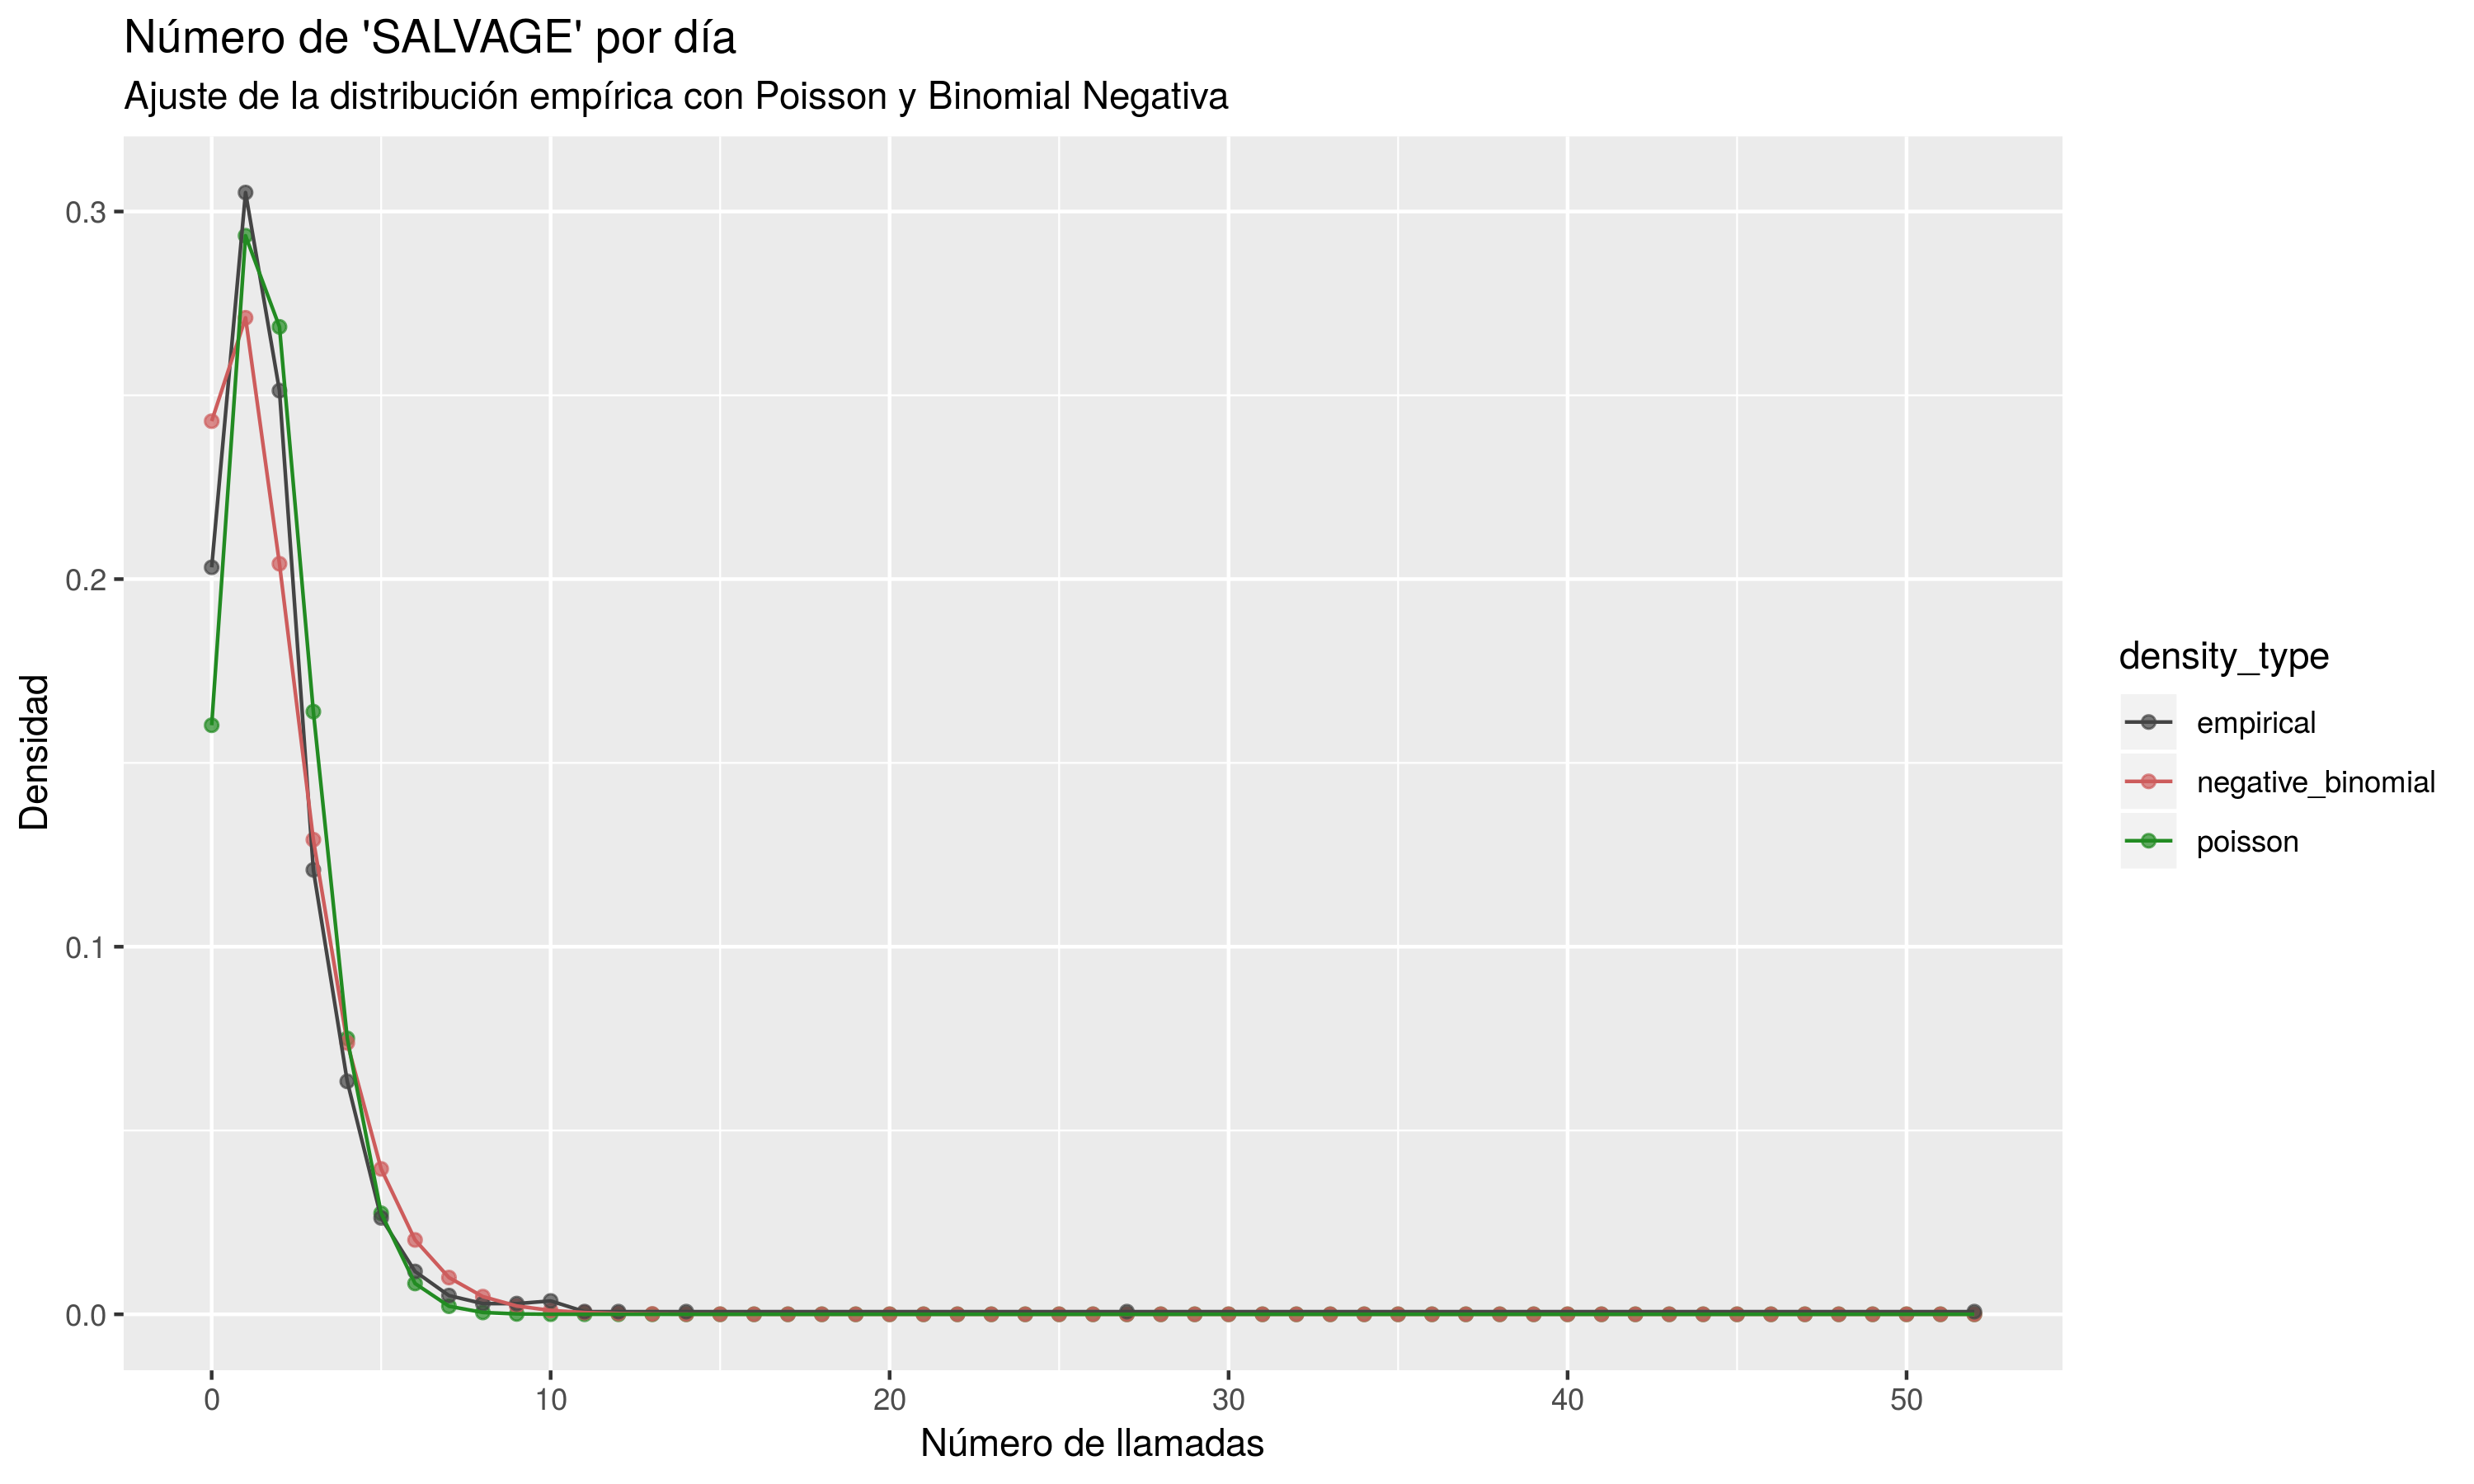 Número de 'SALVAGE' por día
Ajuste de la distribución empírica con Poisson y Binomial Negativa
0.3
0.2
0.1
0.0
Densidad
0 10 20 30 40 50
Número de llamadas
density_type
empirical
negative_binomial
poisson